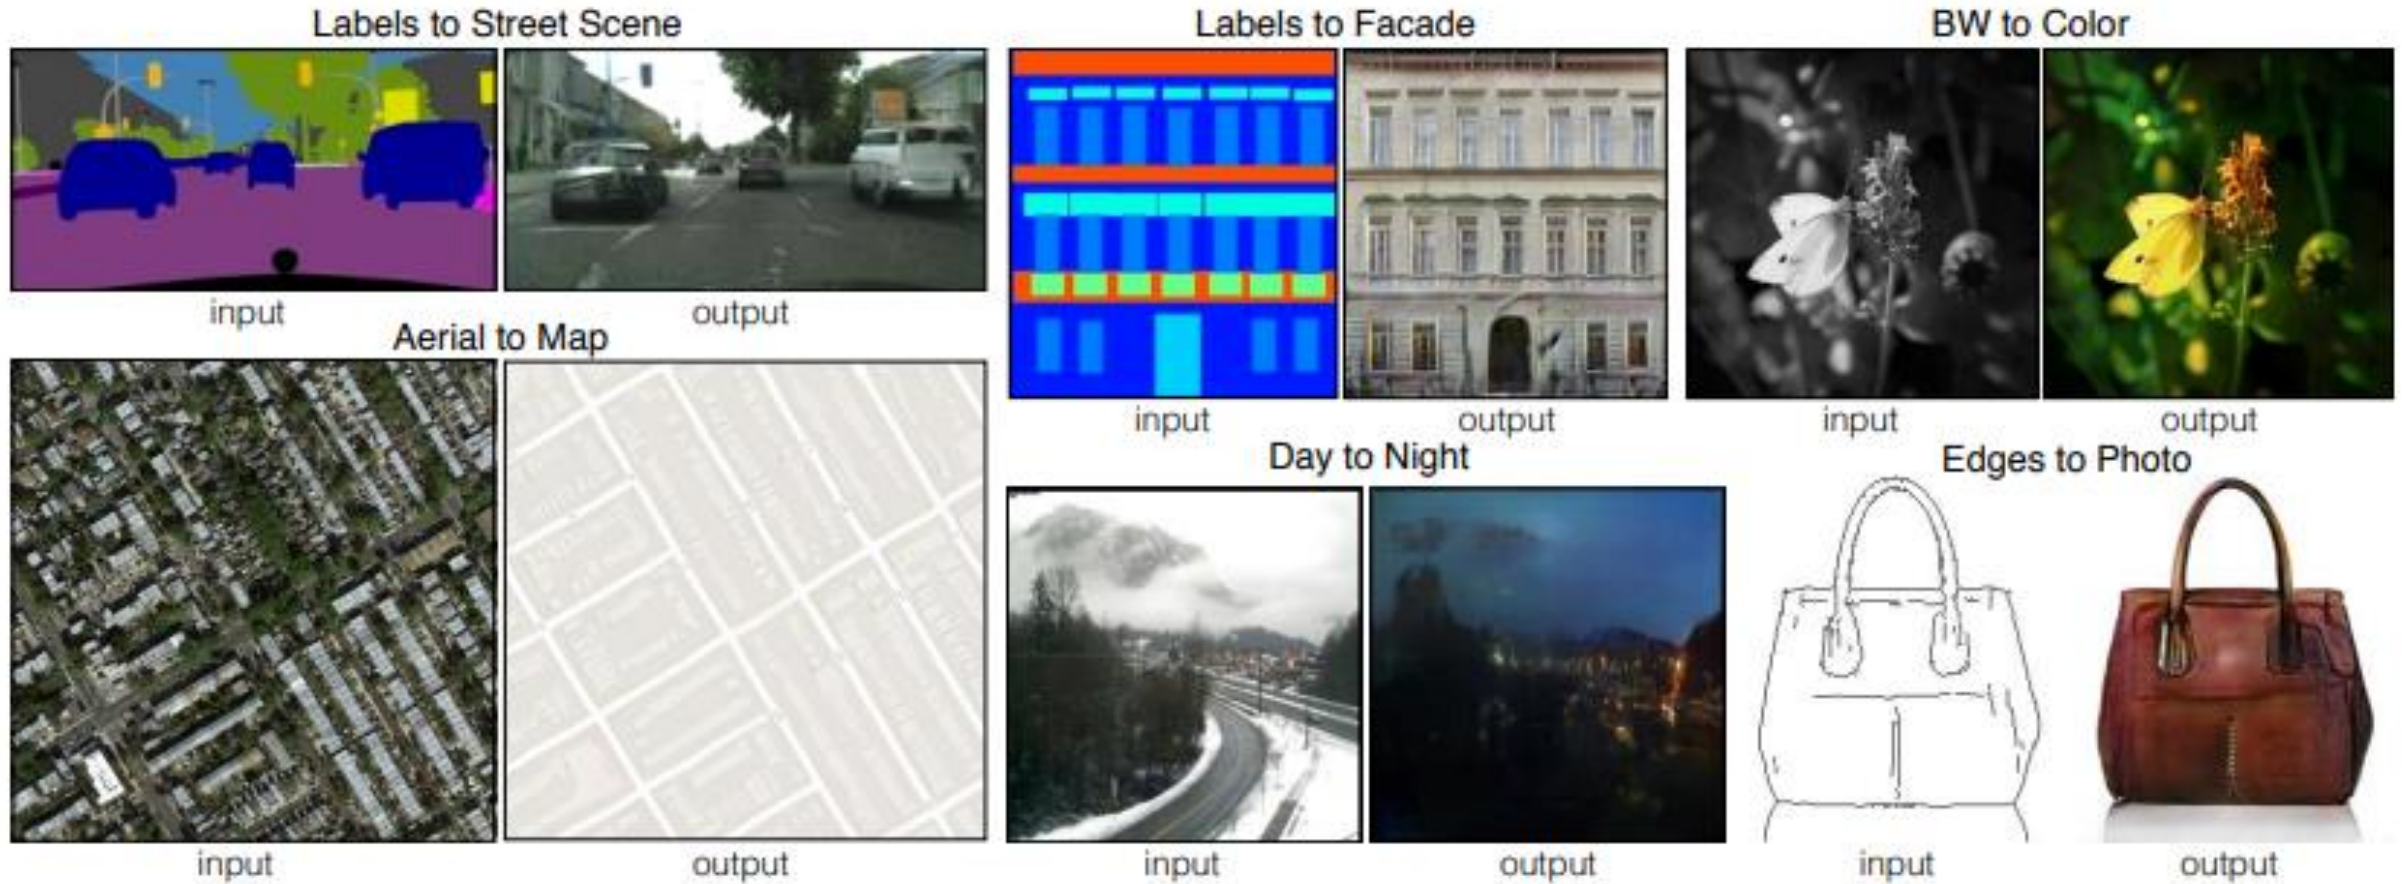 Labels to Street Scene
input
output
Labels to Facade
input
output
BW to Color
input
output
Aerial to Map
input
output
Day to Night
input
output
Edges to Photo
input
output